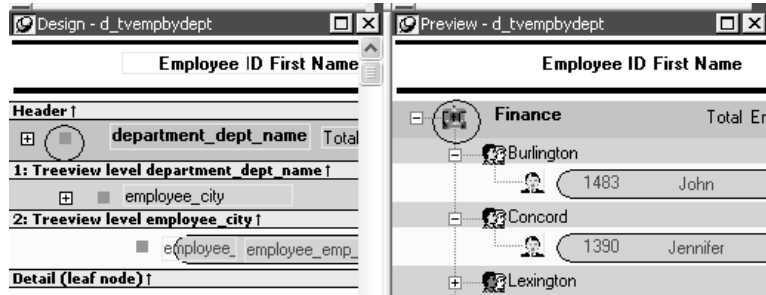 Design - d_tvempbydept
Employee ID First Name
Header ↑
department_dept_name Total
1: Treeview level department_dept_name ↑
employee_city
2: Treeview level employee_city ↑
employee_ employee_emp_
Detail (leaf node) ↑
Preview - d_tvempbydept
Employee ID First Name
Finance Total Er
Burlington
1483 John
Concord
1390 Jennifer
Lexington